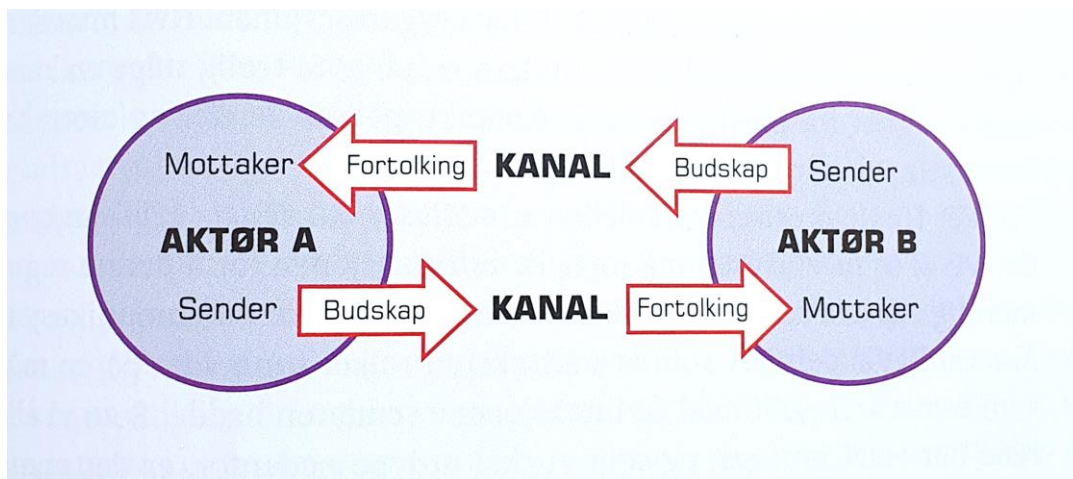 Mottaker Fortolking KANAL Budskap Sender
AKTØR A AKTØR B
Sender Budskap KANAL Fortolking Mottaker